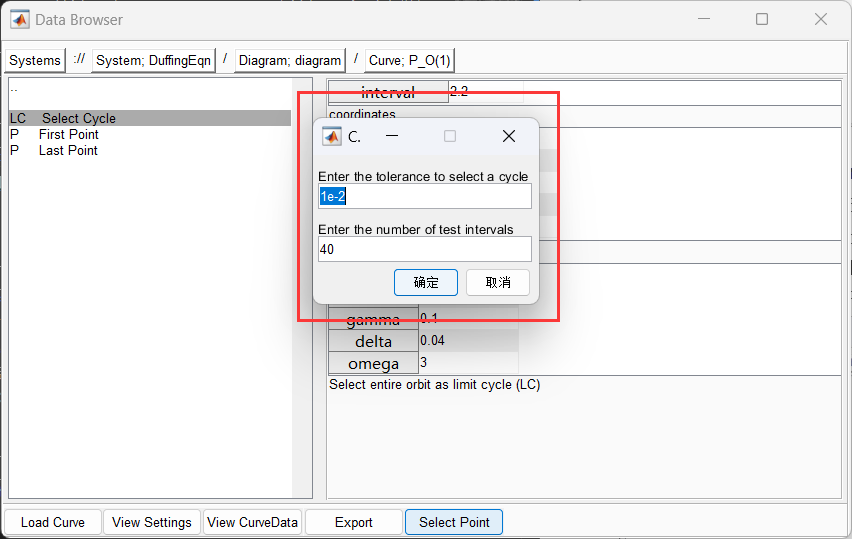 Data Browser
Systems :// System; DuffingEqn / Diagram; diagram / Curve; P_O(1)
..
LC Select Cycle
P First Point
P Last Point
interval 2.2
coordinates
C.
Enter the tolerance to select a cycle
1e-2
Enter the number of test intervals
40
确定 取消
gamma 0.1
delta 0.04
omega 3
Select entire orbit as limit cycle (LC)
Load Curve View Settings View CurveData Export Select Point